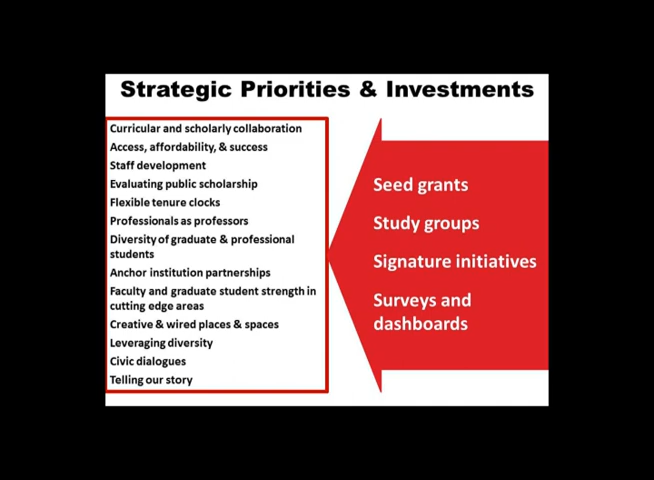 Strategic Priorities & Investments
Curricular and scholarly collaboration
Access, affordability, & success
Staff development
Evaluating public scholarship
Flexible tenure clocks
Professionals as professors
Diversity of graduate & professional
students
Anchor institution partnerships
Faculty and graduate student strength in
cutting edge areas
Creative & wired places & spaces
Leveraging diversity
Civic dialogues
Telling our story
Seed grants
Study groups
Signature initiatives
Surveys and
dashboards